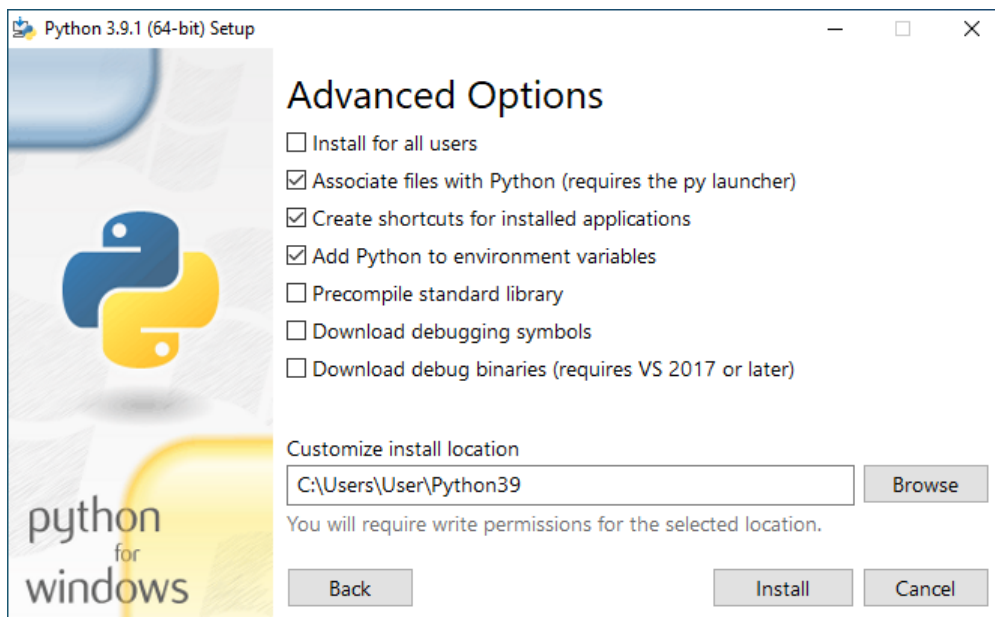 Python 3.9.1 (64-bit) Setup
Advanced Options
Install for all users
Associate files with Python (requires the py launcher)
Create shortcuts for installed applications
Add Python to environment variables
Precompile standard library
Download debugging symbols
Download debug binaries (requires VS 2017 or later)
Customize install location
C:\Users\User\Python39
Browse
You will require write permissions for the selected location.
python
for
windows
Back
Install
Cancel